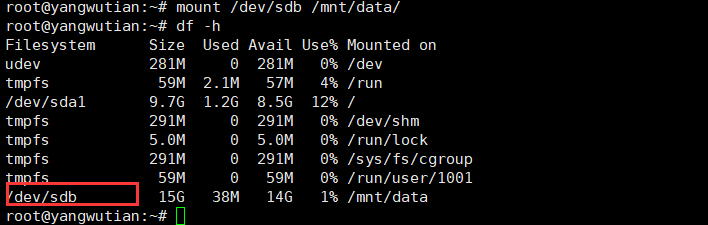 root@yangwutian:~# mount /dev/sdb /mnt/data/
root@yangwutian:~# df -h
Filesystem      Size  Used Avail Use% Mounted on
udev            281M     0  281M   0% /dev
tmpfs            59M  2.1M   57M   4% /run
/dev/sda1       9.7G  1.2G  8.5G  12% /
tmpfs           291M     0  291M   0% /dev/shm
tmpfs           5.0M     0  5.0M   0% /run/lock
tmpfs           291M     0  291M   0% /sys/fs/cgroup
tmpfs            59M     0   59M   0% /run/user/1001
/dev/sdb         15G   38M   14G   1% /mnt/data
root@yangwutian:~#